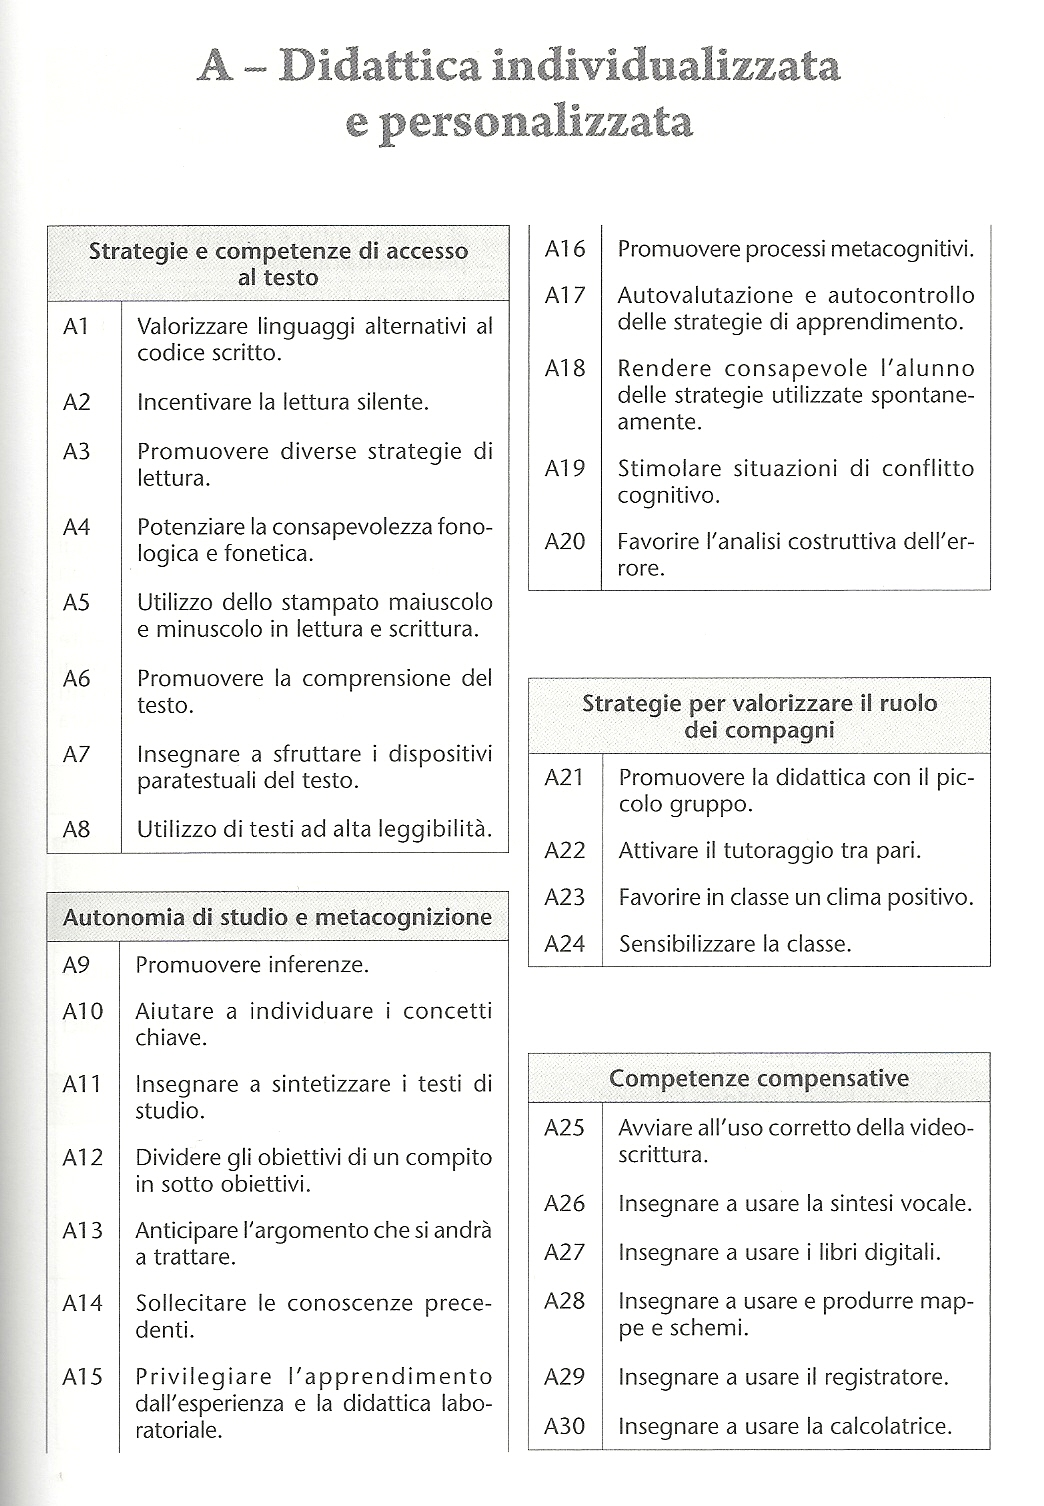 A – Didattica individualizzata
e personalizzata
Strategie e competenze di accesso
al testo
A1 Valorizzare linguaggi alternativi al
codice scritto.
A2 Incentivare la lettura silente.
A3 Promuovere diverse strategie di
lettura.
A4 Potenziare la consapevolezza fono-
logica e fonetica.
A5 Utilizzo dello stampato maiuscolo
e minuscolo in lettura e scrittura.
A6 Promuovere la comprensione del
testo.
A7 Insegnare a sfruttare i dispositivi
paratestuali del testo.
A8 Utilizzo di testi ad alta leggibilità.
Autonomia di studio e metacognizione
A9 Promuovere inferenze.
A10 Aiutare a individuare i concetti
chiave.
A11 Insegnare a sintetizzare i testi di
studio.
A12 Dividere gli obiettivi di un compito
in sotto obiettivi.
A13 Anticipare l'argomento che si andrà
a trattare.
A14 Sollecitare le conoscenze prece-
denti.
A15 Privilegiare l'apprendimento
dall'esperienza e la didattica labo-
ratoriale.
A16 Promuovere processi metacognitivi.
A17 Autovalutazione e autocontrollo
delle strategie di apprendimento.
A18 Rendere consapevole l'alunno
delle strategie utilizzate spontane-
amente.
A19 Stimolare situazioni di conflitto
cognitivo.
A20 Favorire l'analisi costruttiva dell'er-
rore.
Strategie per valorizzare il ruolo
dei compagni
A21 Promuovere la didattica con il pic-
colo gruppo.
A22 Attivare il tutoraggio tra pari.
A23 Favorire in classe un clima positivo.
A24 Sensibilizzare la classe.
Competenze compensative
A25 Avviare all'uso corretto della video-
scrittura.
A26 Insegnare a usare la sintesi vocale.
A27 Insegnare a usare i libri digitali.
A28 Insegnare a usare e produrre map-
pe e schemi.
A29 Insegnare a usare il registratore.
A30 Insegnare a usare la calcolatrice.